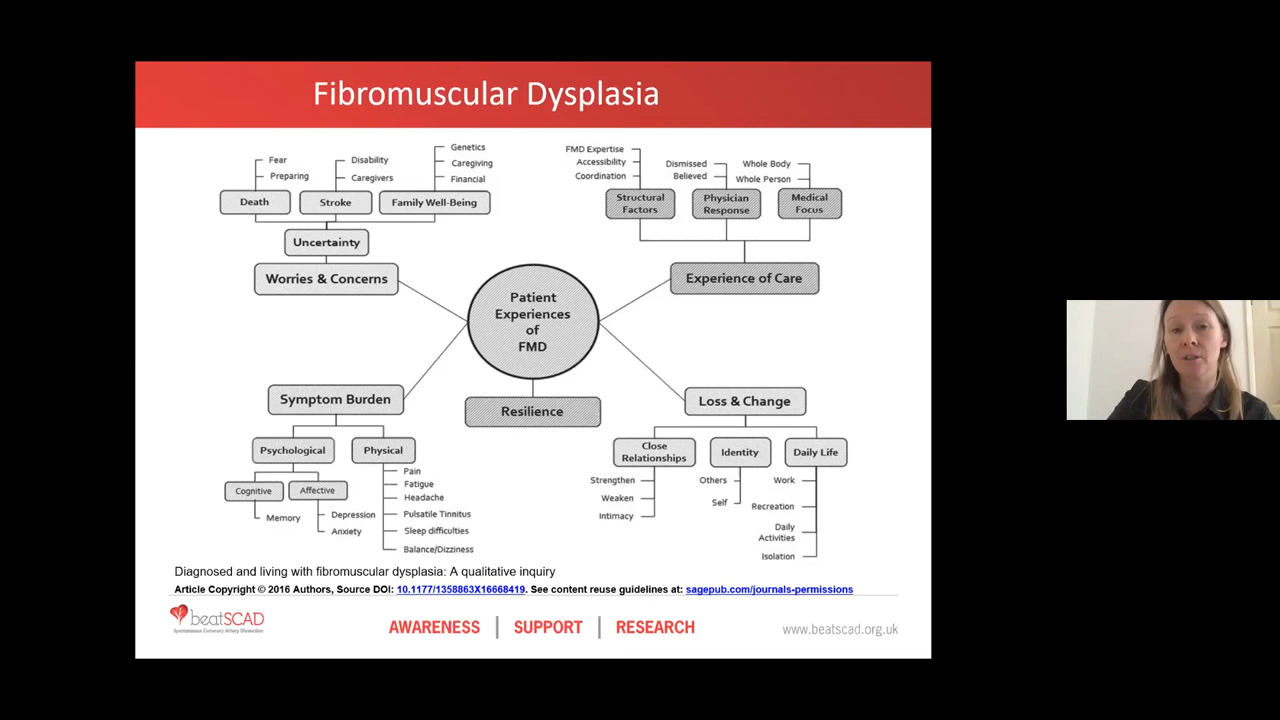 Fibromuscular Dysplasia
Fear
Preparing
Disability
Caregivers
Genetics
Caregiving
Financial
Death
Stroke
Family Well-Being
Uncertainty
Worries & Concerns
FMD Expertise
Accessibility
Coordination
Dismissed
Believed
Whole Body
Whole Person
Structural
Factors
Physician
Response
Medical
Focus
Experience of Care
Patient
Experiences
of
FMD
Resilience
Symptom Burden
Psychological
Physical
Cognitive
Affective
Memory
Depression
Anxiety
Pain
Fatigue
Headache
Pulsatile Tinnitus
Sleep difficulties
Balance/Dizziness
Loss & Change
Close
Relationships
Identity
Daily Life
Strengthen
Weaken
Intimacy
Others
Self
Work
Recreation
Daily
Activities
Isolation
Diagnosed and living with fibromuscular dysplasia: A qualitative inquiry
Article Copyright © 2016 Authors, Source DOI: 10.1177/1358863X16668419. See content reuse guidelines at: sagepub.com/journals-permissions
beatSCAD
Spontaneous Coronary Artery Dissection
AWARENESS | SUPPORT | RESEARCH
www.beatscad.org.uk